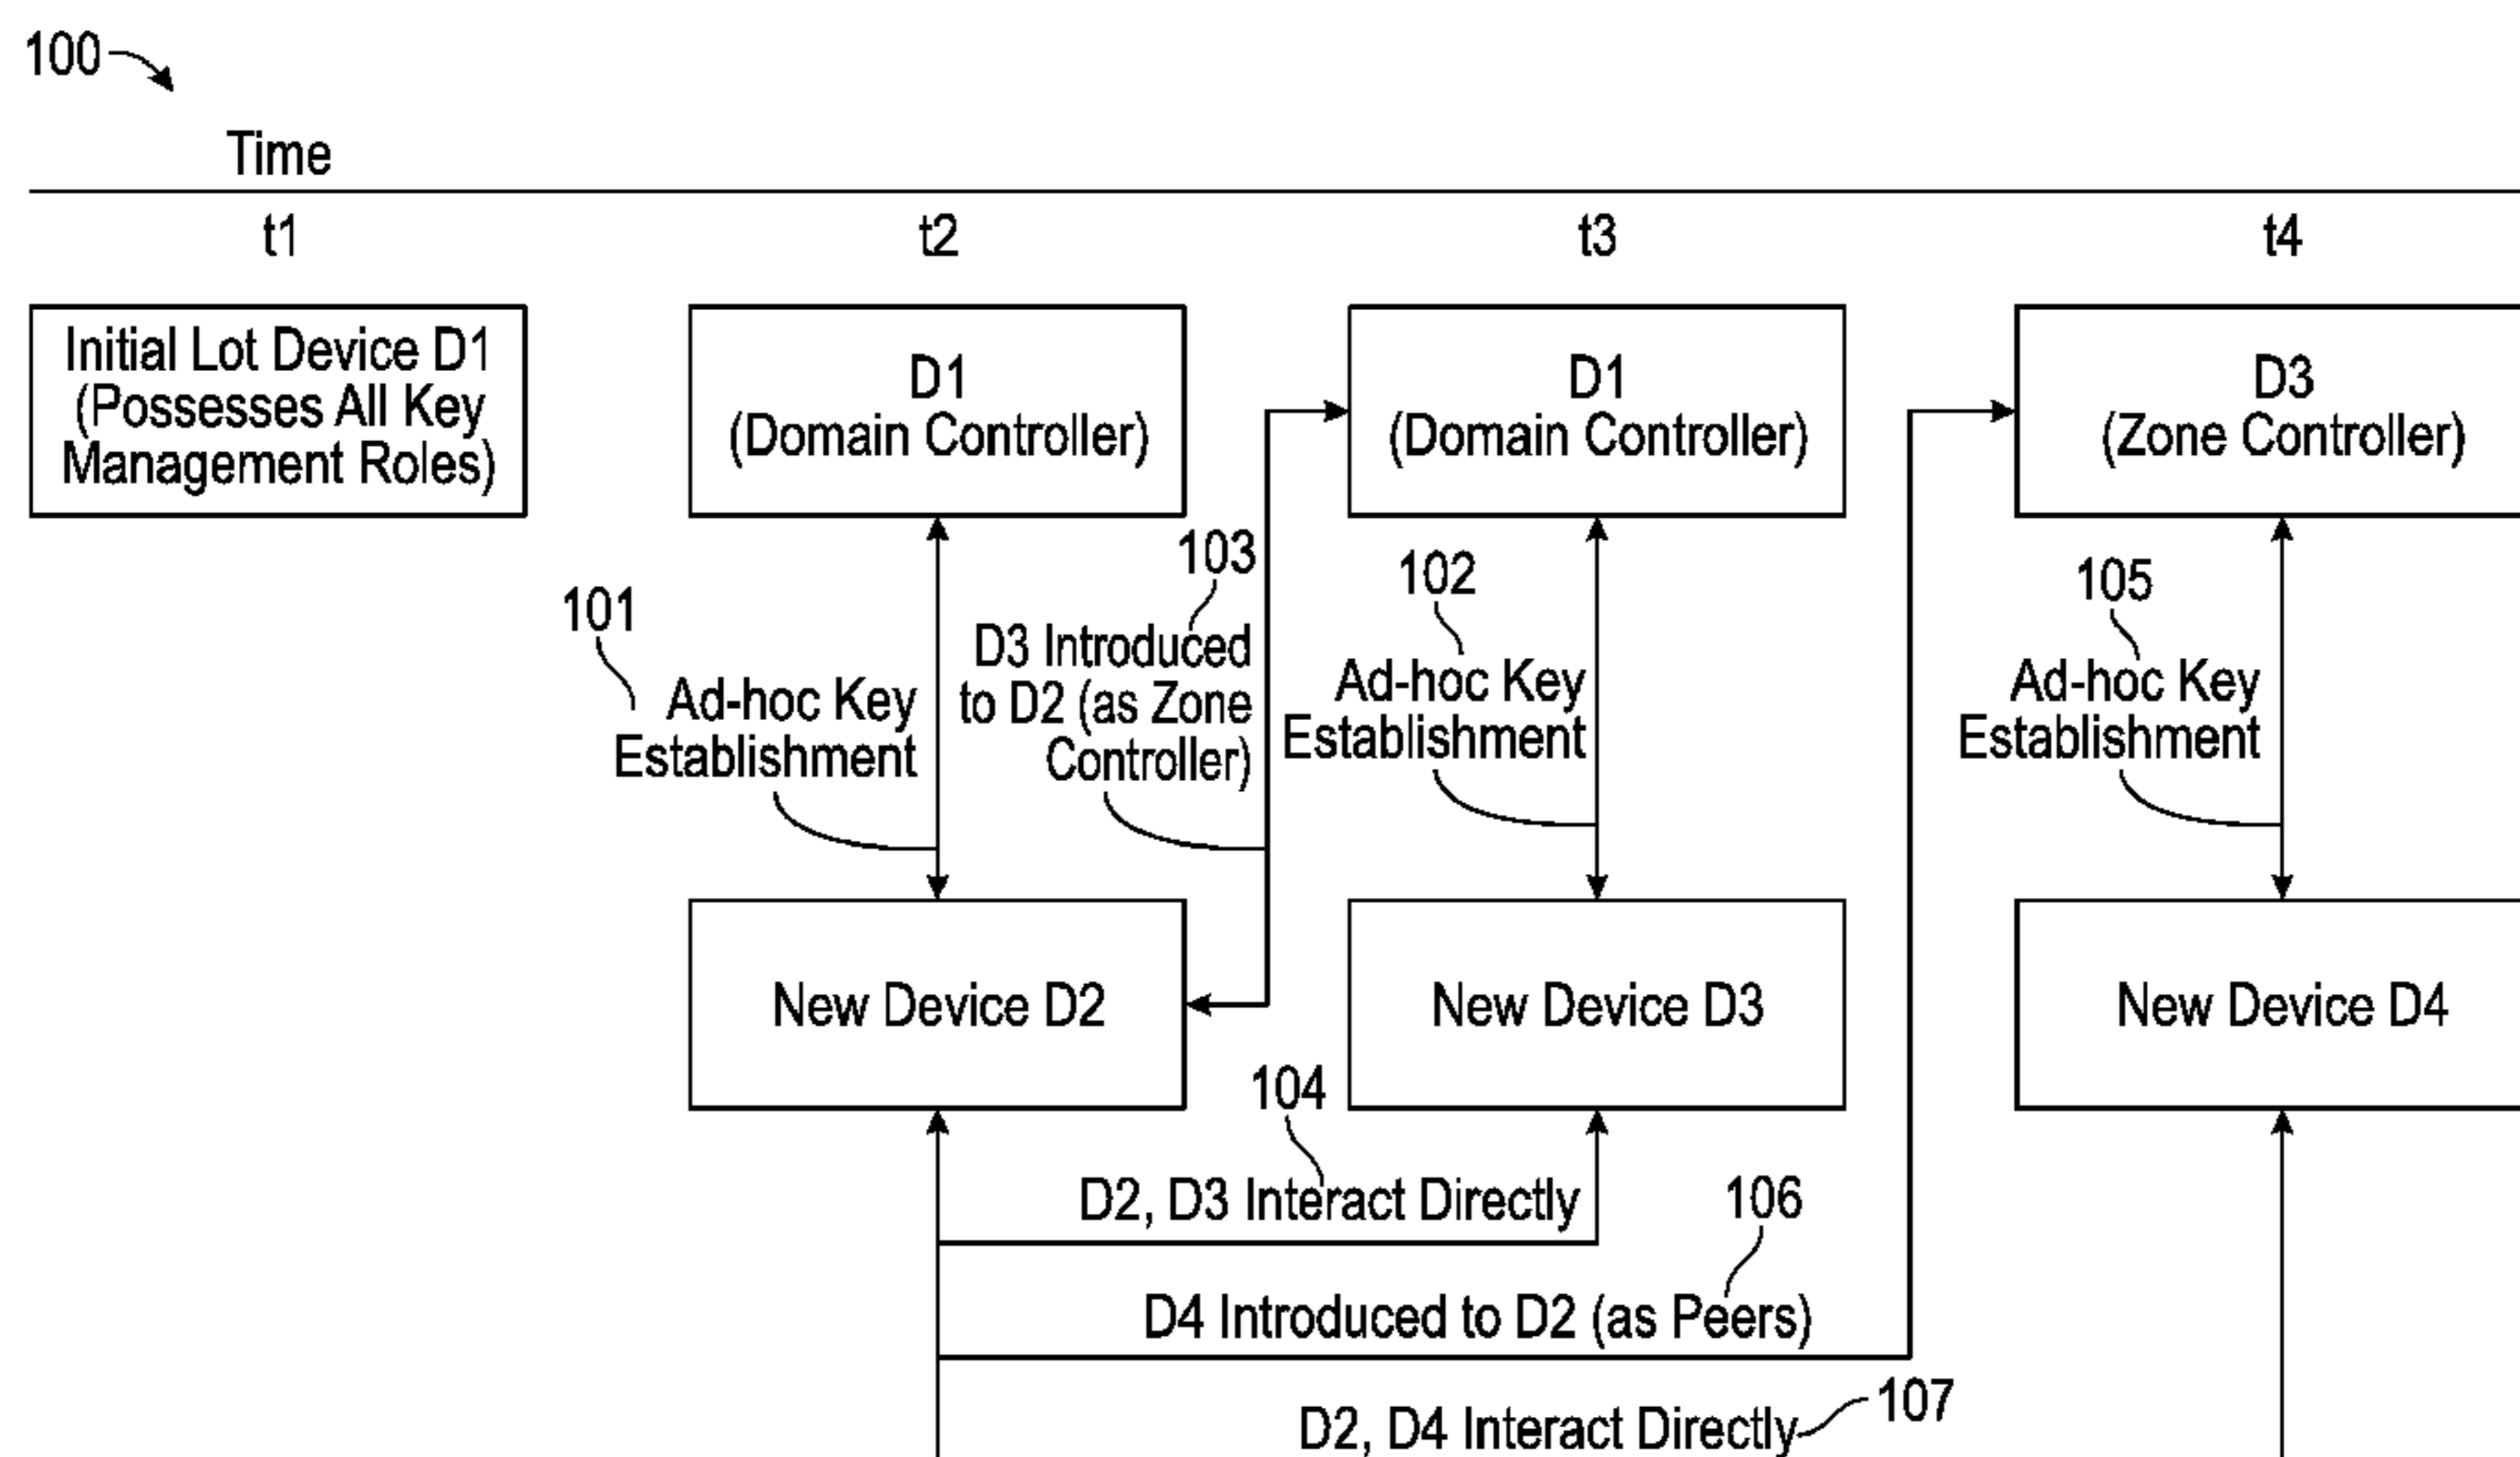 100
Time
t1
t2
t3
t4
Initial Lot Device D1
(Possesses All Key
Management Roles)
D1
(Domain Controller)
D1
(Domain Controller)
D3
(Zone Controller)
101
Ad-hoc Key
Establishment
103
D3 Introduced
to D2 (as Zone
Controller)
102
Ad-hoc Key
Establishment
105
Ad-hoc Key
Establishment
New Device D2
New Device D3
New Device D4
104
D2, D3 Interact Directly
106
D4 Introduced to D2 (as Peers)
107
D2, D4 Interact Directly